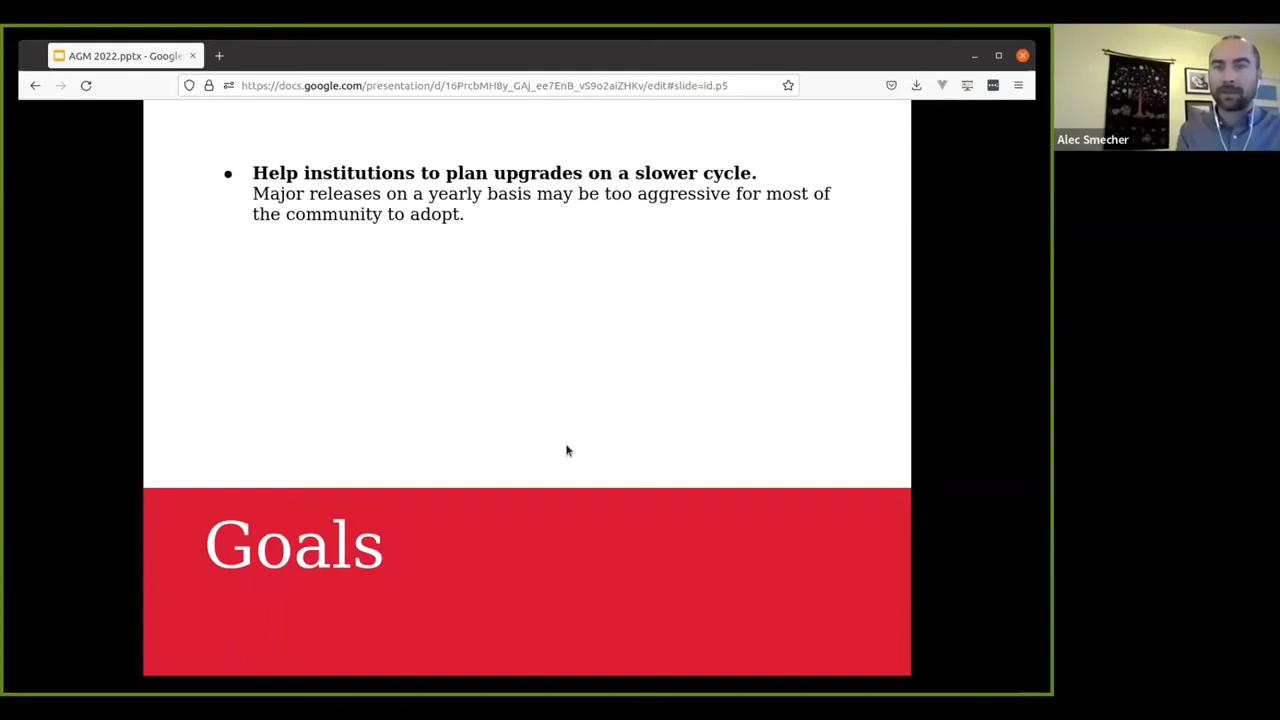 AGM 2022.pptx - Google
https://docs.google.com/presentation/d/16PrcbMH8y_GAj_ee7EnB_vS9o2aiZHKv/edit#slide=id.p5
Alec Smecher
● Help institutions to plan upgrades on a slower cycle.
Major releases on a yearly basis may be too aggressive for most of
the community to adopt.
Goals